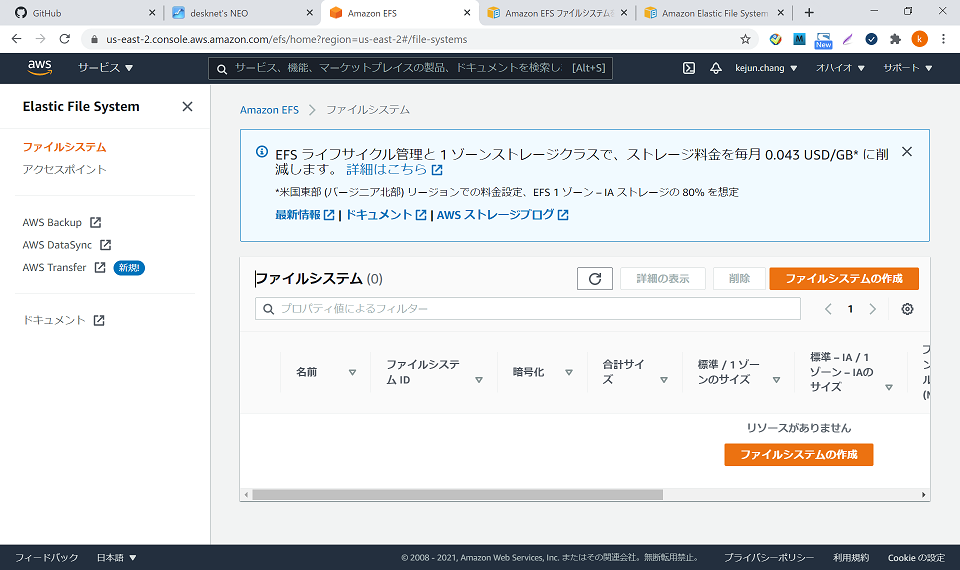 GitHub
desknet's NEO
Amazon EFS
Amazon EFS ファイルシステム
Amazon Elastic File System
us-east-2.console.aws.amazon.com/efs/home?region=us-east-2#/file-systems
New
k
aws
サービス
サービス、機能、マーケットプレイスの製品、ドキュメントを検索し
[Alt+S]
kejun.chang
オハイオ
サポート
Elastic File System
ファイルシステム
アクセスポイント
AWS Backup
AWS DataSync
AWS Transfer
新規!
ドキュメント
Amazon EFS
ファイルシステム
EFS ライフサイクル管理と 1 ゾーンストレージクラスで、ストレージ料金を毎月 0.043 USD/GB* に削
減します。 詳細はこちら
*米国東部 (バージニア北部) リージョンでの料金設定、EFS 1 ゾーン – IA ストレージの 80% を想定
最新情報 | ドキュメント | AWS ストレージブログ
ファイルシステム (0)
詳細の表示
削除
ファイルシステムの作成
プロパティ値によるフィルター
1
名前
ファイルシステ
ム ID
暗号化
合計サイ
ズ
標準 / 1 ゾー
ンのサイズ
標準 – IA / 1
ゾーン – IAの
サイズ
リソースがありません
ファイルシステムの作成
フィードバック
日本語
© 2008 - 2021, Amazon Web Services, Inc. またはその関連会社。無断転用禁止。
プライバシーポリシー
利用規約
Cookie の設定